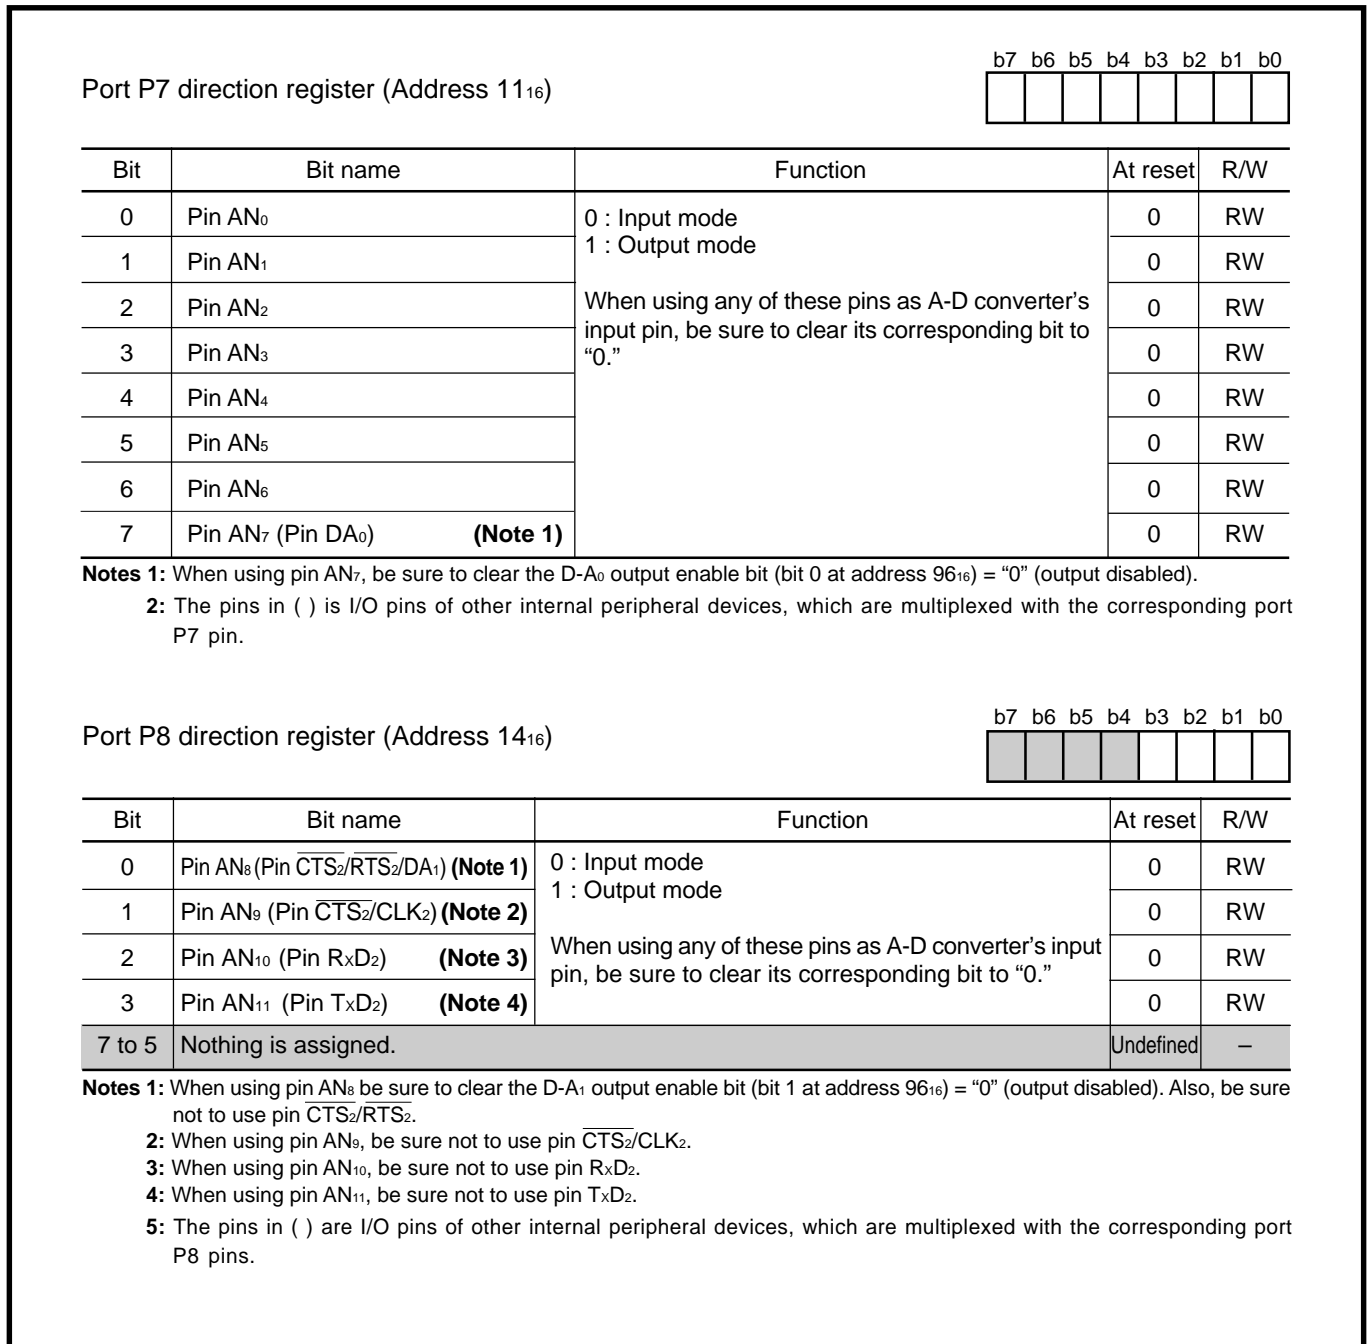 b7 b6 b5 b4 b3 b2 b1 b0
Port P7 direction register (Address 11₁₆)
Bit Bit name Function At reset R/W
0 Pin AN₀ 0 : Input mode 0 RW
1 : Output mode
1 Pin AN₁ 0 RW
2 Pin AN₂ When using any of these pins as A-D converter's 0 RW
input pin, be sure to clear its corresponding bit to
3 Pin AN₃ “0.” 0 RW
4 Pin AN₄ 0 RW
5 Pin AN₅ 0 RW
6 Pin AN₆ 0 RW
7 Pin AN₇ (Pin DA₀) (Note 1) 0 RW
Notes 1: When using pin AN₇, be sure to clear the D-A₀ output enable bit (bit 0 at address 96₁₆) = “0” (output disabled).
2: The pins in ( ) is I/O pins of other internal peripheral devices, which are multiplexed with the corresponding port
P7 pin.
b7 b6 b5 b4 b3 b2 b1 b0
Port P8 direction register (Address 14₁₆)
Bit Bit name Function At reset R/W
0 Pin AN₈ (Pin C̅T̅S̅₂/R̅T̅S̅₂/DA₁) (Note 1) 0 : Input mode 0 RW
1 : Output mode
1 Pin AN₉ (Pin C̅T̅S̅₂/CLK₂) (Note 2) 0 RW
2 Pin AN₁₀ (Pin RxD₂) (Note 3) When using any of these pins as A-D converter's input 0 RW
pin, be sure to clear its corresponding bit to “0.”
3 Pin AN₁₁ (Pin TxD₂) (Note 4) 0 RW
7 to 5 Nothing is assigned. Undefined –
Notes 1: When using pin AN₈ be sure to clear the D-A₁ output enable bit (bit 1 at address 96₁₆) = “0” (output disabled). Also, be sure
not to use pin C̅T̅S̅₂/R̅T̅S̅₂.
2: When using pin AN₉, be sure not to use pin C̅T̅S̅₂/CLK₂.
3: When using pin AN₁₀, be sure not to use pin RxD₂.
4: When using pin AN₁₁, be sure not to use pin TxD₂.
5: The pins in ( ) are I/O pins of other internal peripheral devices, which are multiplexed with the corresponding port
P8 pins.